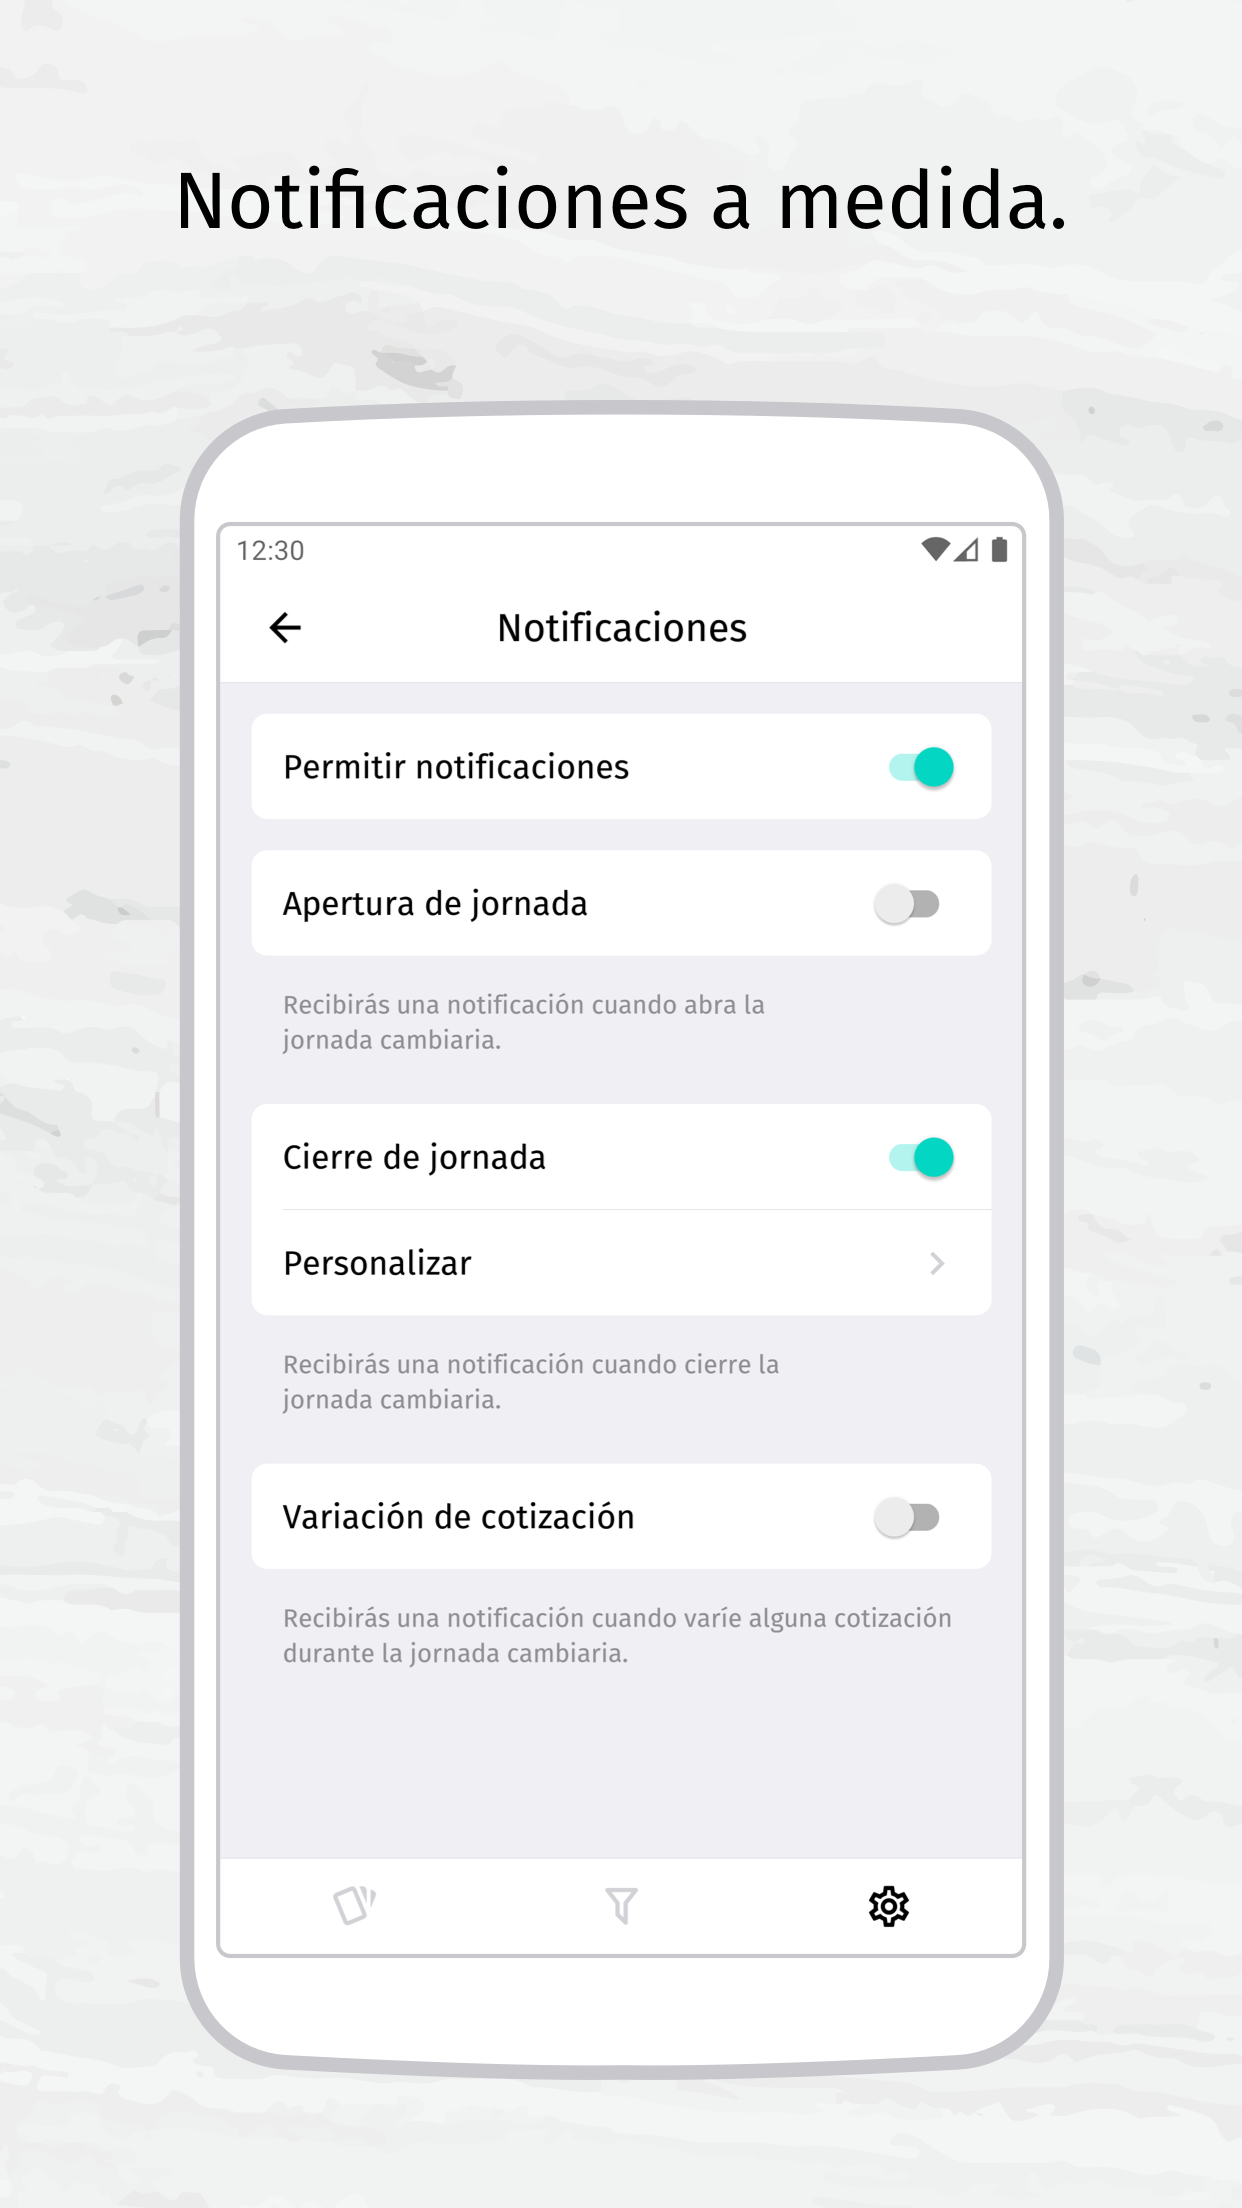 Notificaciones a medida.
12:30
Notificaciones
Permitir notificaciones
Apertura de jornada
Recibirás una notificación cuando abra la
jornada cambiaria.
Cierre de jornada
Personalizar
Recibirás una notificación cuando cierre la
jornada cambiaria.
Variación de cotización
Recibirás una notificación cuando varíe alguna cotización
durante la jornada cambiaria.